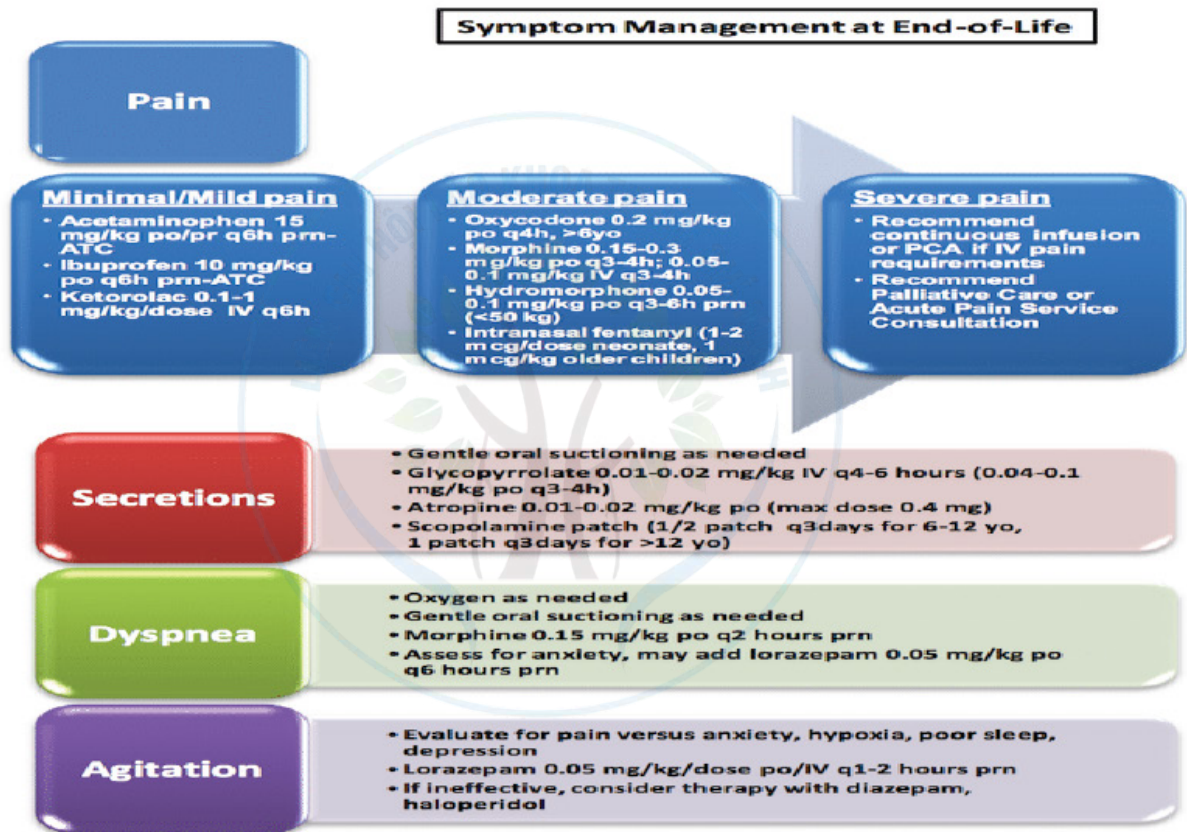 Symptom Management at End-of-Life
Pain
Minimal/Mild pain
• Acetaminophen 15
mg/kg po/pr q6h prn-
ATC
• Ibuprofen 10 mg/kg
po q6h prn-ATC
• Ketorolac 0.1-1
mg/kg/dose IV q6h
Moderate pain
• Oxycodone 0.2 mg/kg
po q4h, >6yo
• Morphine 0.15-0.3
mg/kg po q3-4h; 0.05-
0.1 mg/kg IV q3-4h
• Hydromorphone 0.05-
0.1 mg/kg po q3-6h prn
(<50 kg)
• Intranasal fentanyl (1-2
mcg/dose neonate, 1
mcg/kg older children)
Severe pain
• Recommend
continuous infusion
or PCA if IV pain
requirements
• Recommend
Palliative Care or
Acute Pain Service
Consultation
Secretions
• Gentle oral suctioning as needed
• Glycopyrrolate 0.01-0.02 mg/kg IV q4-6 hours (0.04-0.1
mg/kg po q3-4h)
• Atropine 0.01-0.02 mg/kg po (max dose 0.4 mg)
• Scopolamine patch (1/2 patch q3days for 6-12 yo,
1 patch q3days for >12 yo)
Dyspnea
• Oxygen as needed
• Gentle oral suctioning as needed
• Morphine 0.15 mg/kg po q2 hours prn
• Assess for anxiety, may add lorazepam 0.05 mg/kg po
q6 hours prn
Agitation
• Evaluate for pain versus anxiety, hypoxia, poor sleep,
depression
• Lorazepam 0.05 mg/kg/dose po/IV q1-2 hours prn
• If ineffective, consider therapy with diazepam,
haloperidol